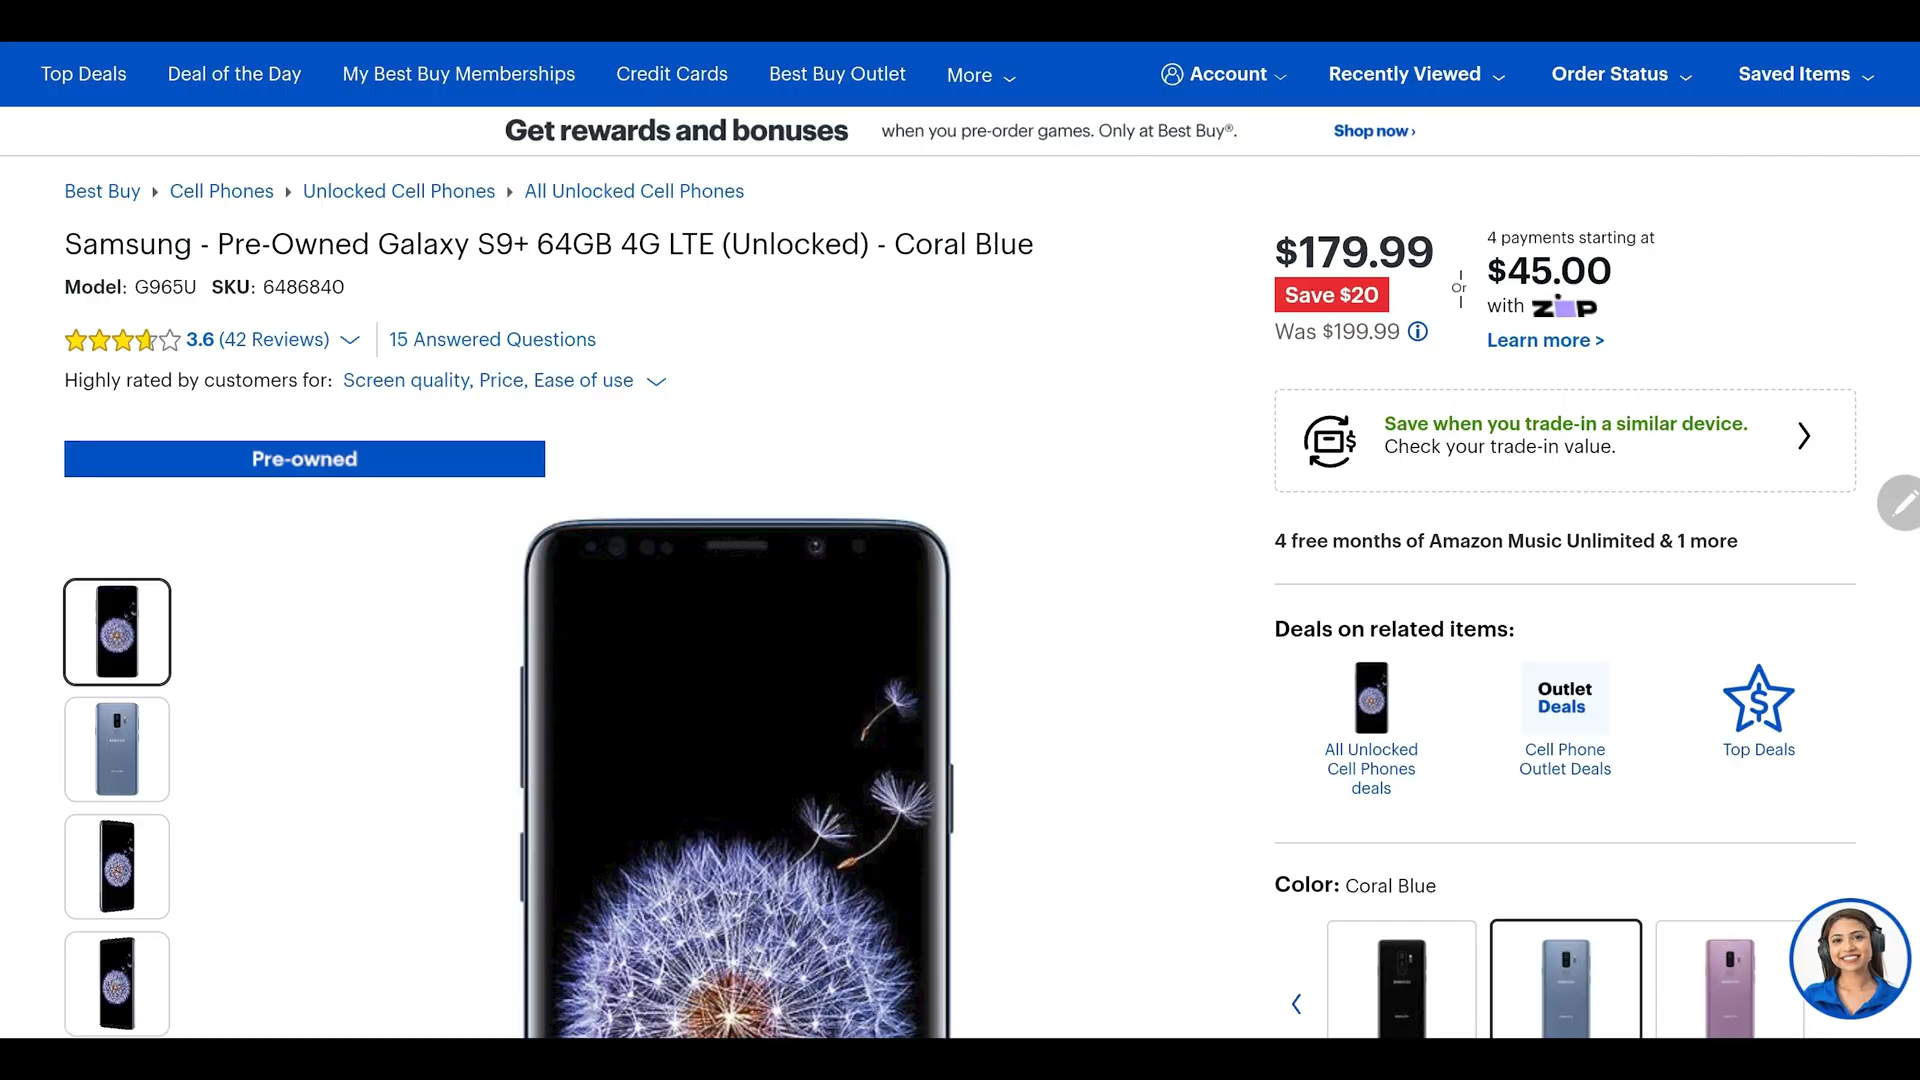 Top Deals Deal of the Day My Best Buy Memberships Credit Cards Best Buy Outlet More Account Recently Viewed Order Status Saved Items
Get rewards and bonuses when you pre-order games. Only at Best Buy®. Shop now ›
Best Buy Cell Phones Unlocked Cell Phones All Unlocked Cell Phones
Samsung - Pre-Owned Galaxy S9+ 64GB 4G LTE (Unlocked) - Coral Blue
Model: G965U SKU: 6486840
3.6 (42 Reviews) 15 Answered Questions
Highly rated by customers for: Screen quality, Price, Ease of use
Pre-owned
$179.99
Save $20
Was $199.99
Or
4 payments starting at
$45.00
with ZIP
Learn more >
Save when you trade-in a similar device.
Check your trade-in value.
4 free months of Amazon Music Unlimited & 1 more
Deals on related items:
All Unlocked
Cell Phones
deals
Outlet
Deals
Cell Phone
Outlet Deals
Top Deals
Color: Coral Blue